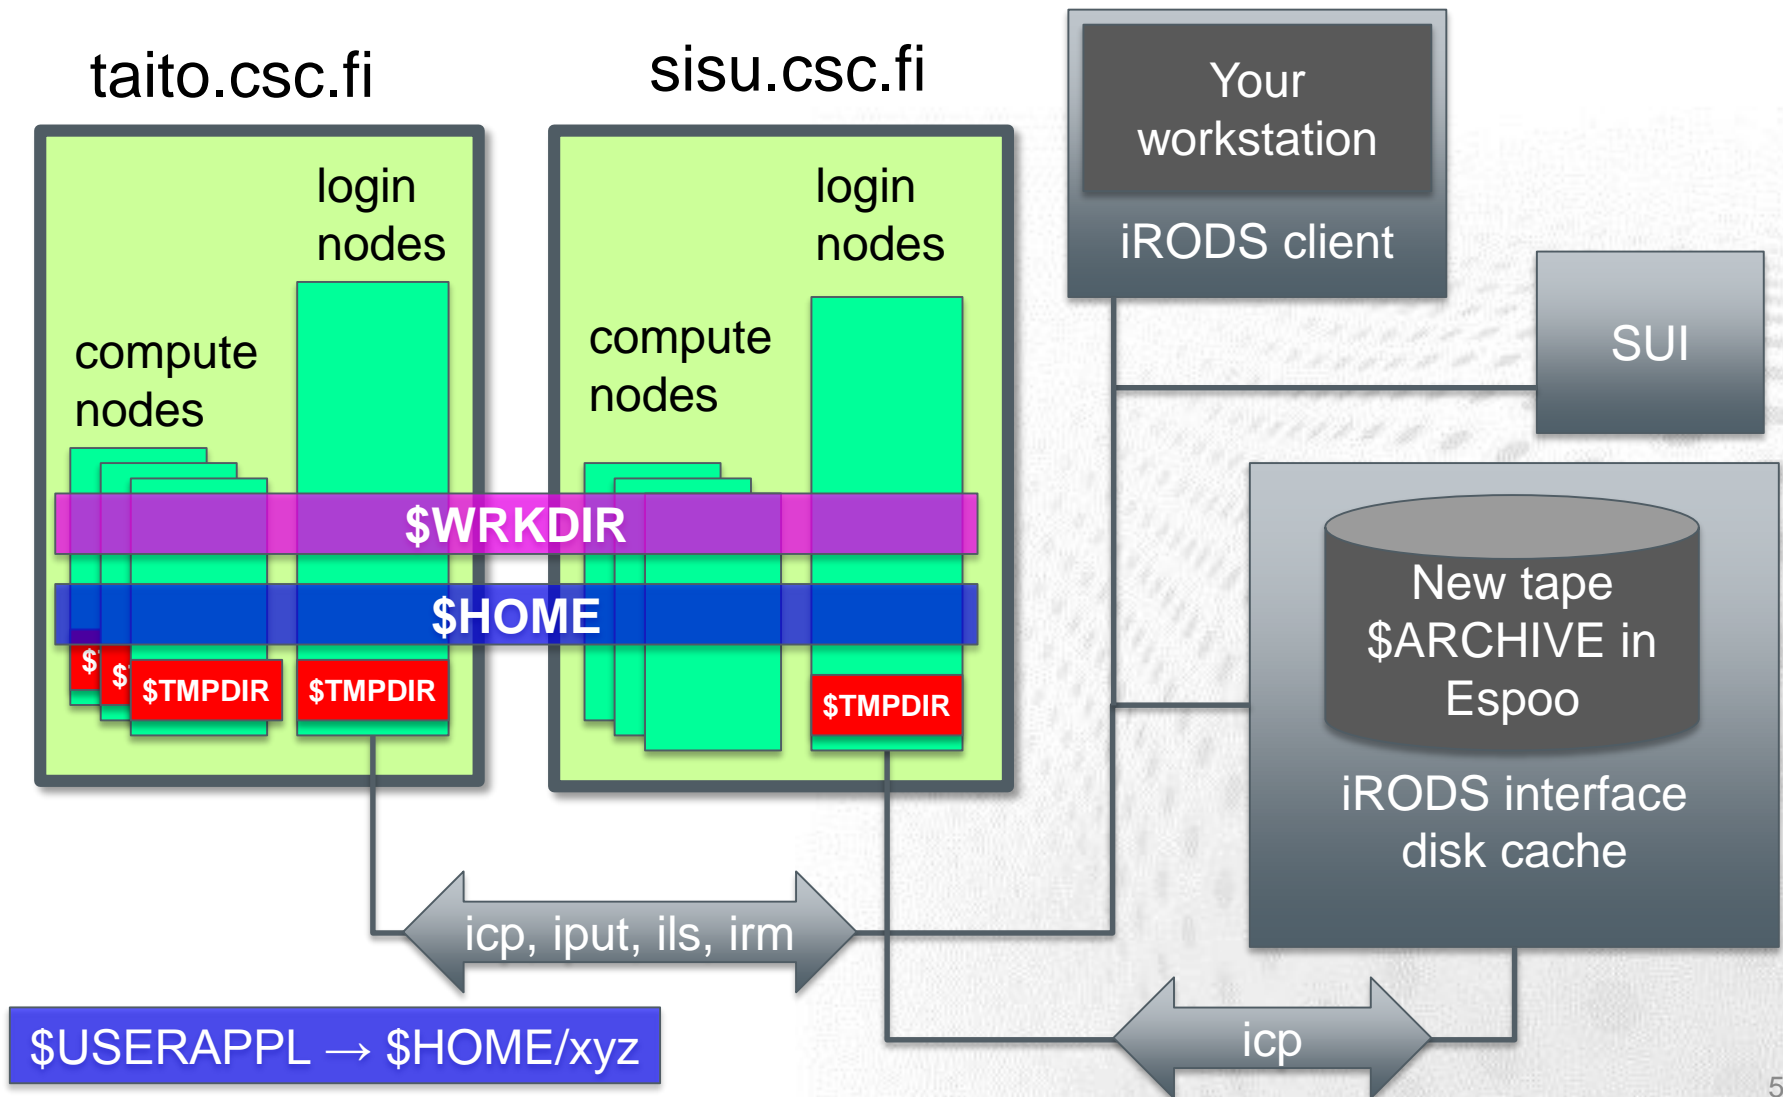 taito.csc.fi
sisu.csc.fi
Your
workstation
iRODS client
SUI
login
nodes
compute
nodes
login
nodes
compute
nodes
$WRKDIR
$HOME
$
$
$TMPDIR
$TMPDIR
$TMPDIR
New tape
$ARCHIVE in
Espoo
iRODS interface
disk cache
icp, iput, ils, irm
icp
$USERAPPL → $HOME/xyz
5